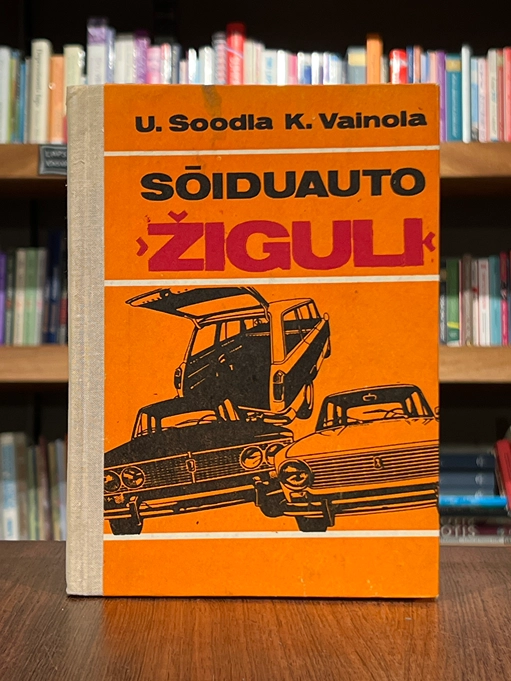 U. Soodla K. Vainola
SÕIDUAUTO
›ŽIGULI‹